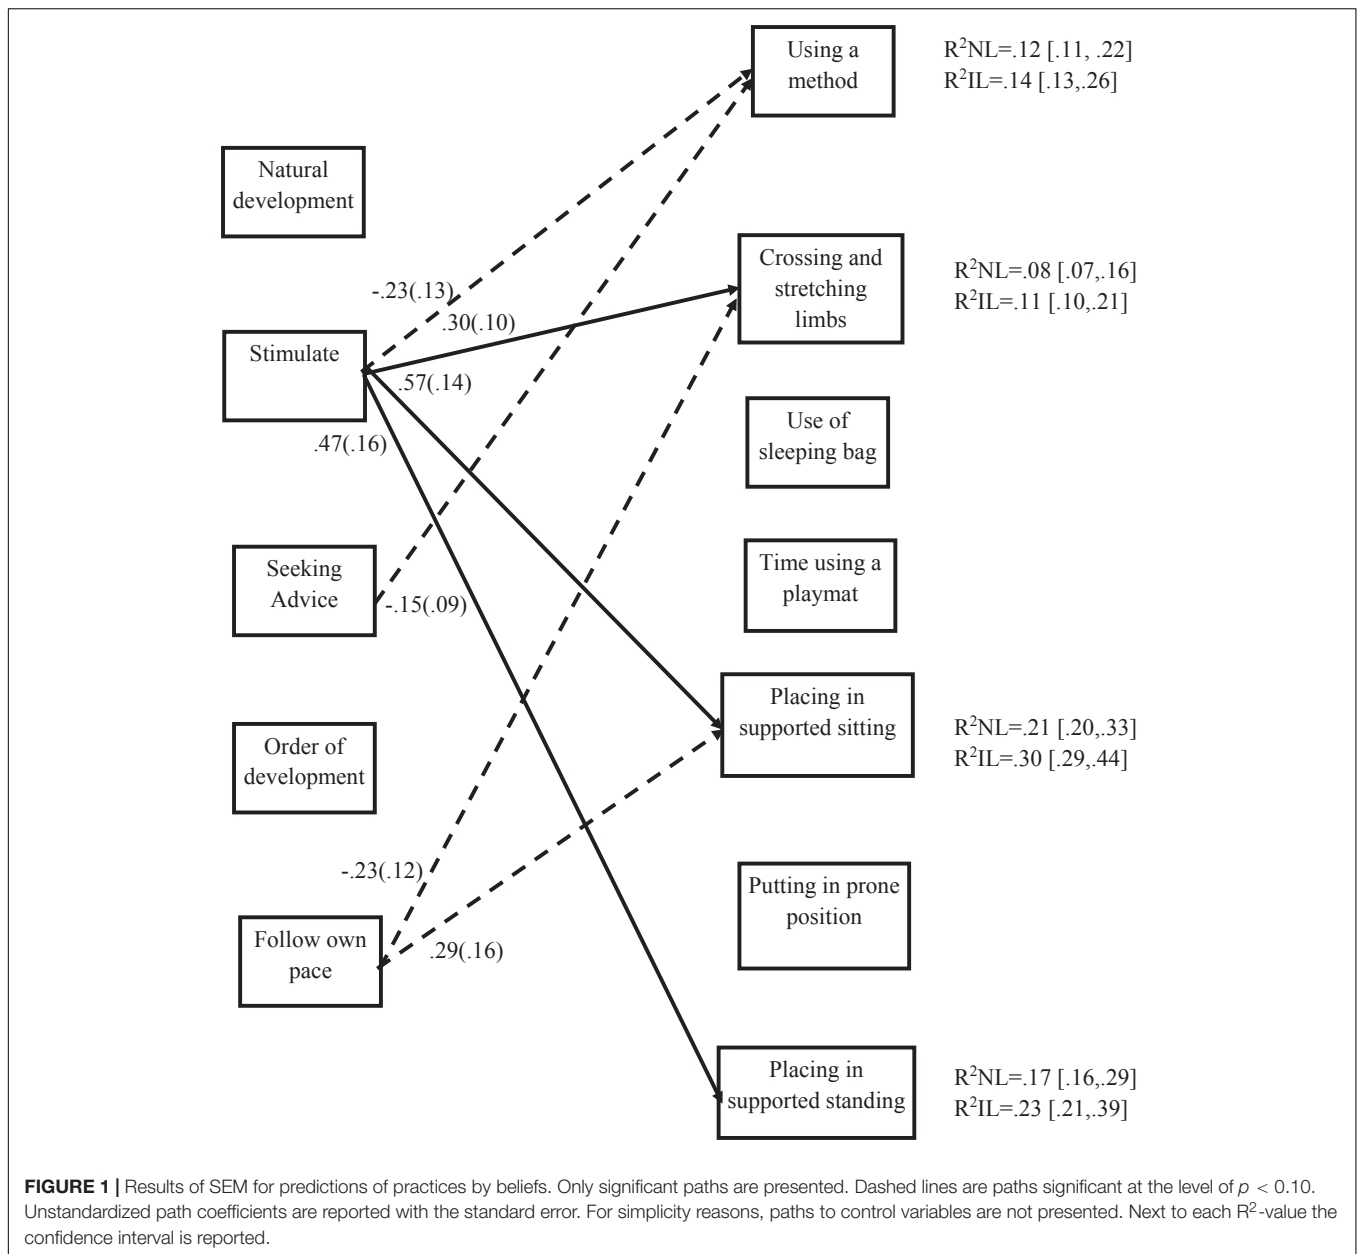 Using a
method
R²NL=.12 [.11, .22]
R²IL=.14 [.13,.26]
Natural
development
Crossing and
stretching
limbs
R²NL=.08 [.07,.16]
R²IL=.11 [.10,.21]
-.23(.13)
.30(.10)
Stimulate
.57(.14)
.47(.16)
Use of
sleeping bag
Seeking
Advice
-.15(.09)
Time using a
playmat
Order of
development
Placing in
supported sitting
R²NL=.21 [.20,.33]
R²IL=.30 [.29,.44]
-.23(.12)
Follow own
pace
.29(.16)
Putting in prone
position
Placing in
supported standing
R²NL=.17 [.16,.29]
R²IL=.23 [.21,.39]
FIGURE 1 | Results of SEM for predictions of practices by beliefs. Only significant paths are presented. Dashed lines are paths significant at the level of p < 0.10.
Unstandardized path coefficients are reported with the standard error. For simplicity reasons, paths to control variables are not presented. Next to each R²-value the
confidence interval is reported.